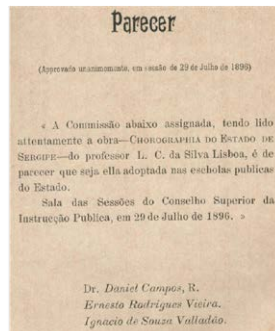 Parecer
(Approvado unanimemente, em sessão de 29 de Julho de 1896)
« A Commissão abaixo assignada, tendo lido
attentamente a obra—CHOROGRAPHIA DO ESTADO DE
SERGIPE—do professor L. C. da Silva Lisboa, é de
parecer que seja ella adoptada nas escholas publicas
do Estado.
Sala das Sessões do Conselho Superior da
Instrucção Publica, em 29 de Julho de 1896. »
Dr. Daniel Campos, R.
Ernesto Rodrigues Vieira.
Ignacio de Souza Valladão.